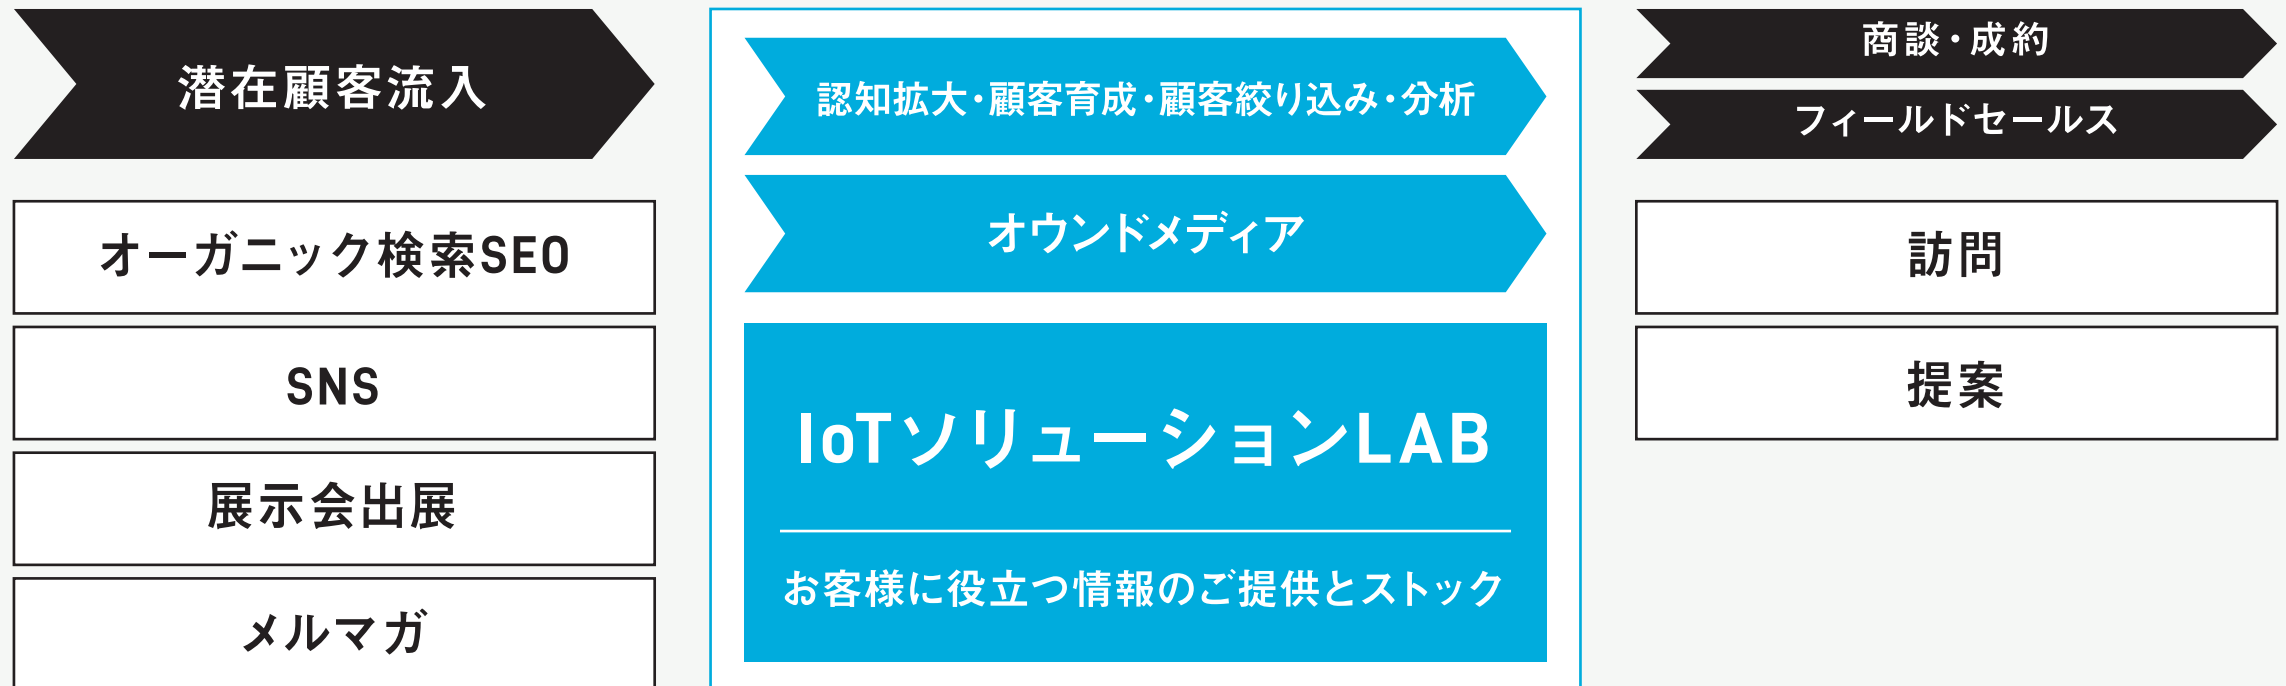 潜在顧客流入
オーガニック検索SEO
SNS
展示会出展
メルマガ
認知拡大・顧客育成・顧客絞り込み・分析
オウンドメディア
IoTソリューションLAB
お客様に役立つ情報のご提供とストック
商談・成約
フィールドセールス
訪問
提案